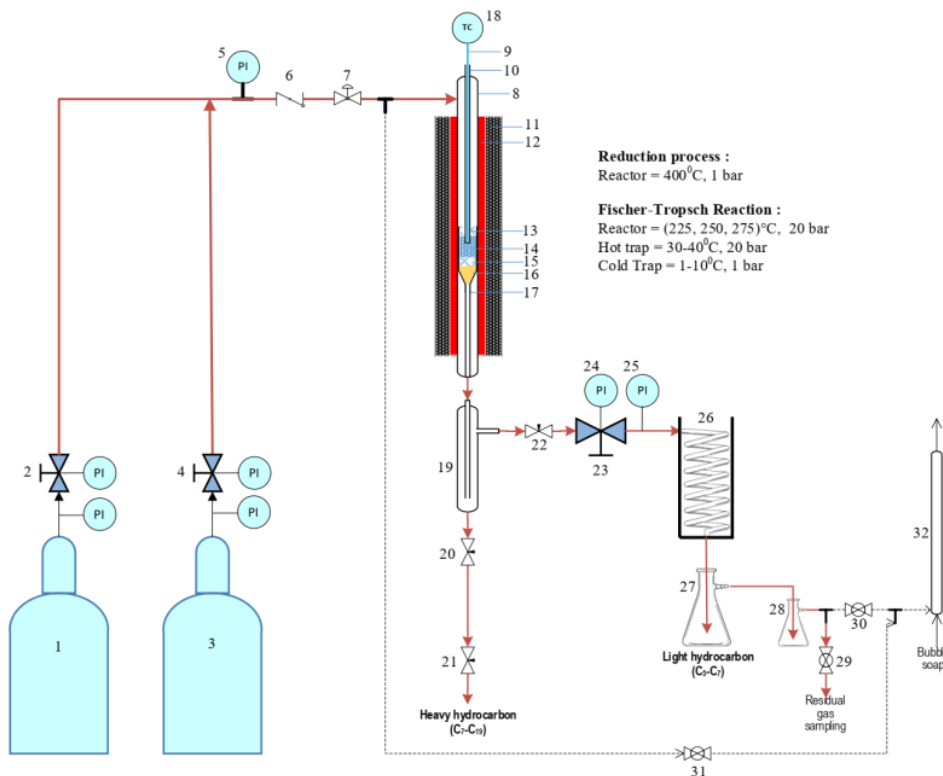 18
TC
5
PI
6
7
9
10
8
11
12
Reduction process :
Reactor = 400⁰C, 1 bar
Fischer-Tropsch Reaction :
Reactor = (225, 250, 275)°C, 20 bar
Hot trap = 30-40⁰C, 20 bar
Cold Trap = 1-10⁰C, 1 bar
13
14
15
16
17
24
25
PI
PI
26
22
23
19
2
PI
4
PI
PI
PI
20
32
27
28
30
1
3
21
29
Light hydrocarbon
(C₅-C₇)
Residual
gas
sampling
Bubbl
soap
Heavy hydrocarbon
(C₇-C₁₉)
31